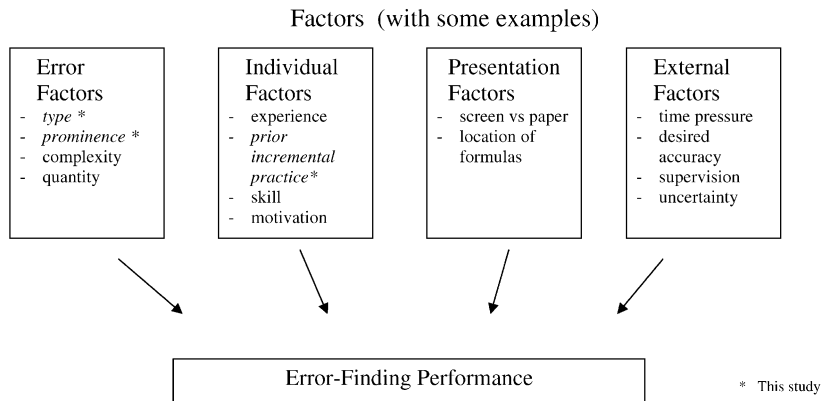 Factors (with some examples)
Error
Factors
- type *
- prominence *
- complexity
- quantity
Individual
Factors
- experience
- prior
incremental
practice*
- skill
- motivation
Presentation
Factors
- screen vs paper
- location of
formulas
External
Factors
- time pressure
- desired
accuracy
- supervision
- uncertainty
Error-Finding Performance
* This study